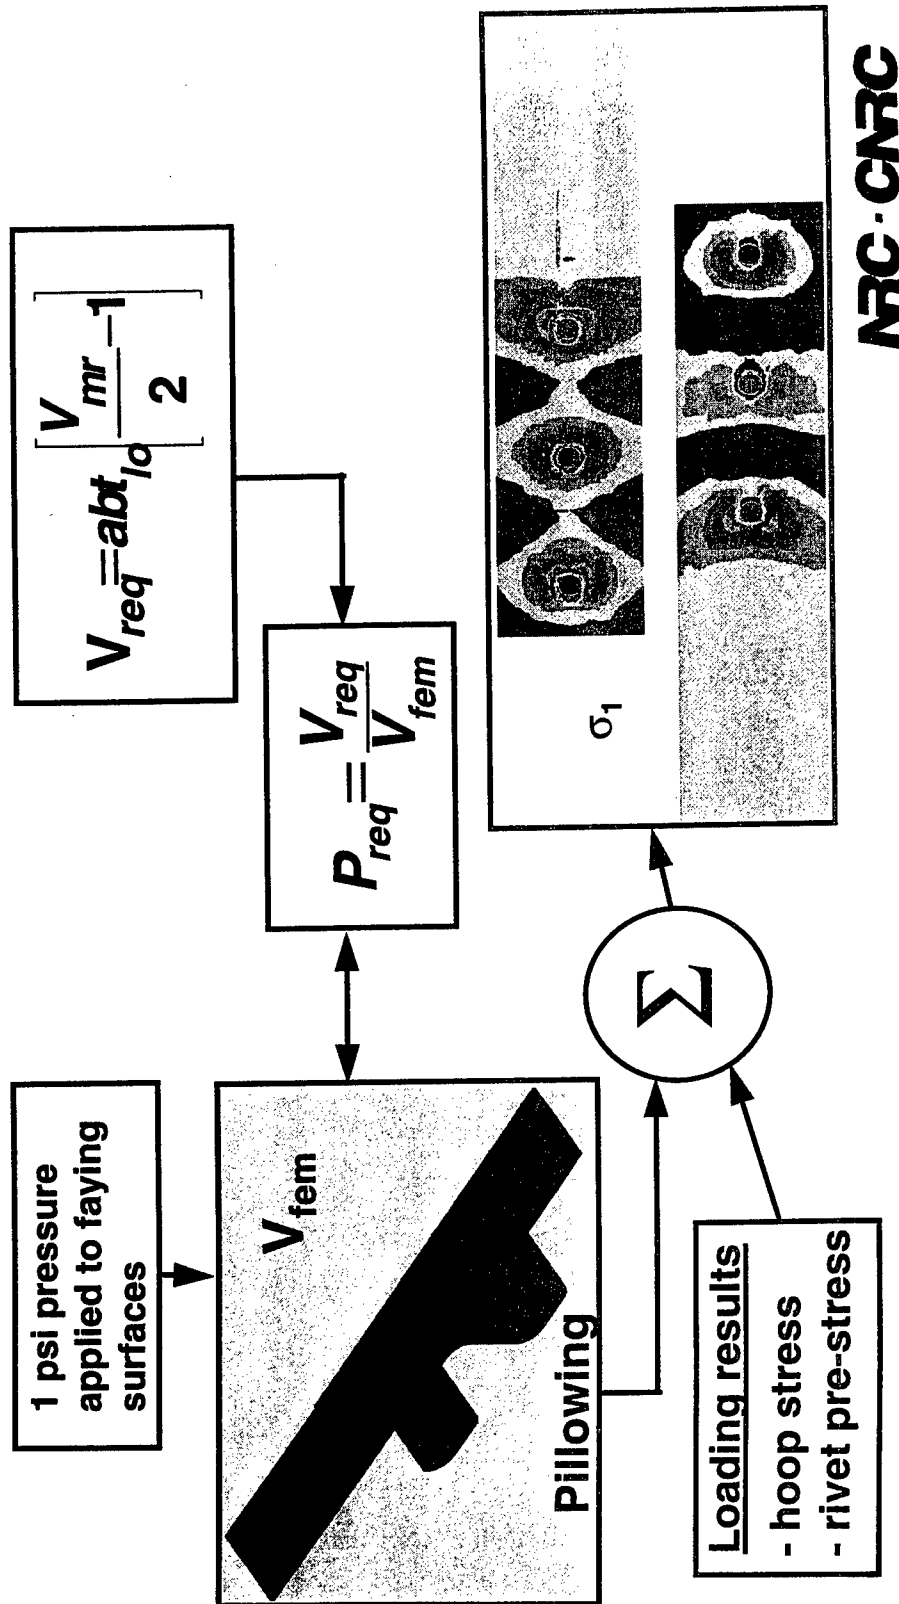 1 psi pressure
applied to faying
surfaces
V_req = abt_lo [V_mr - 1 / 2]
P_req = V_req / V_fem
V_fem
Pillowing
Loading results
- hoop stress
- rivet pre-stress
Σ
σ1
NRC·CNRC